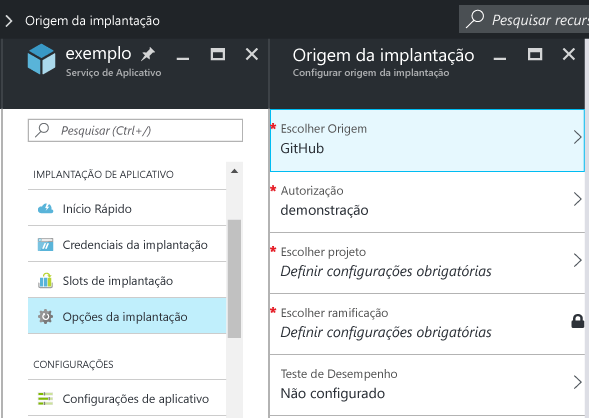 Origem da implantação
Pesquisar recurs
exemplo
Serviço de Aplicativo
Pesquisar (Ctrl+/)
IMPLANTAÇÃO DE APLICATIVO
Início Rápido
Credenciais da implantação
Slots de implantação
Opções da implantação
CONFIGURAÇÕES
Configurações de aplicativo
Origem da implantação
Configurar origem da implantação
* Escolher Origem
GitHub
* Autorização
demonstração
* Escolher projeto
Definir configurações obrigatórias
* Escolher ramificação
Definir configurações obrigatórias
Teste de Desempenho
Não configurado